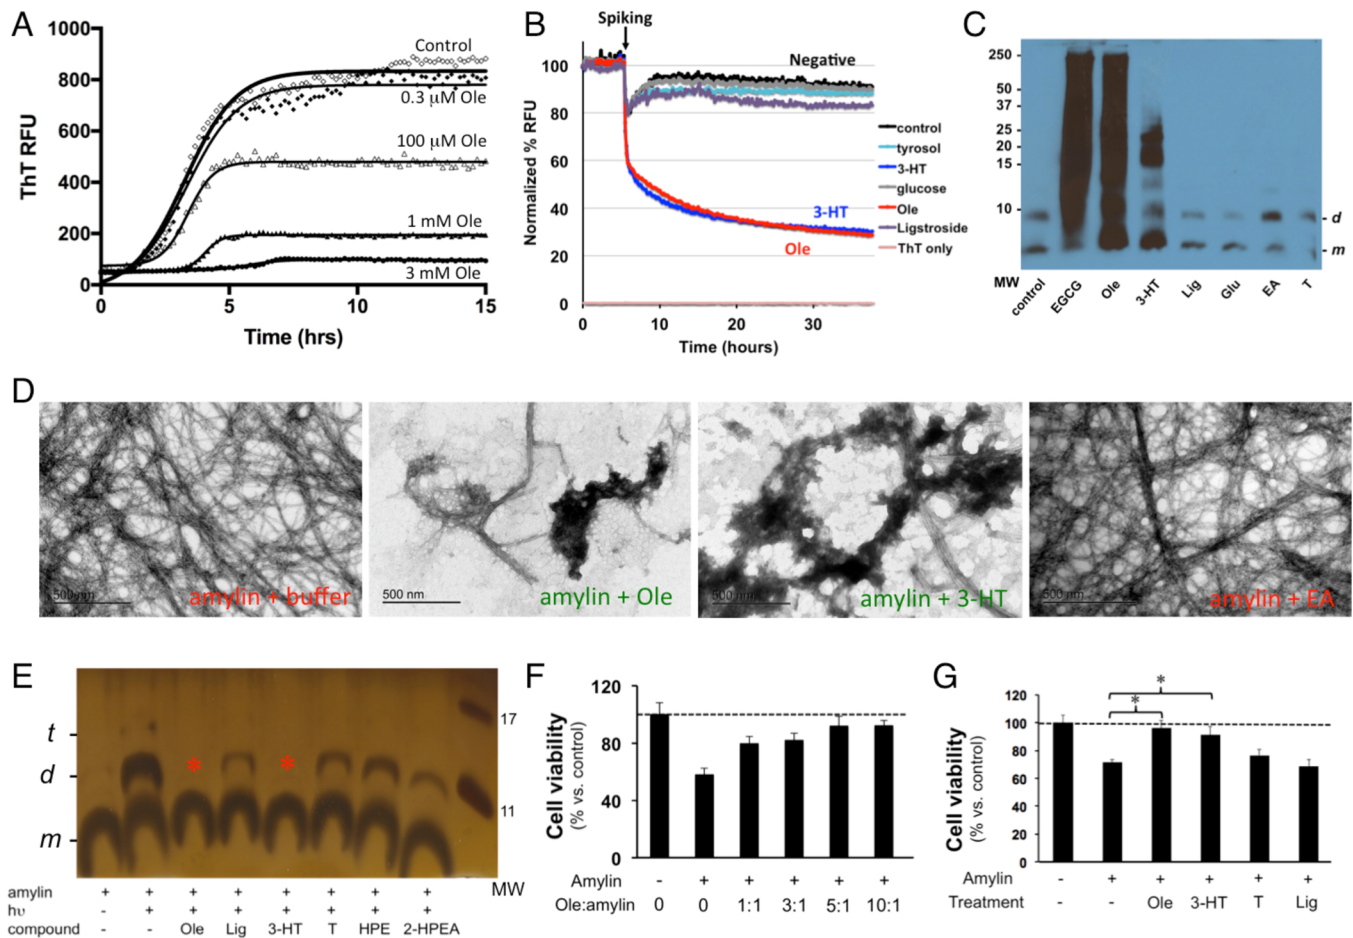 A
1000
800
600
400
200
0
ThT RFU
Control
0.3 μM Ole
100 μM Ole
1 mM Ole
3 mM Ole
0 5 10 15
Time (hrs)
B
Spiking
100
80
60
40
20
0
Normalized % RFU
Negative
3-HT
Ole
control
tyrosol
3-HT
glucose
Ole
Ligstroside
ThT only
0 10 20 30
Time (hours)
C
250
50
37
25
20
15
10
d
m
MW
control EGCG Ole 3-HT Lig Glu EA T
D
500 nm
amylin + buffer
500 nm
amylin + Ole
500 nm
amylin + 3-HT
500 nm
amylin + EA
E
t
d
m
* *
17
11
MW
amylin + + + + + + + +
hυ - + + + + + + +
compound - - Ole Lig 3-HT T HPE 2-HPEA
F
120
80
40
0
Cell viability
(% vs. control)
Amylin - + + + + +
Ole:amylin 0 0 1:1 3:1 5:1 10:1
G
120
100
80
60
40
20
0
Cell viability
(% vs. control)
*
*
Amylin - + + + + +
Treatment - - Ole 3-HT T Lig